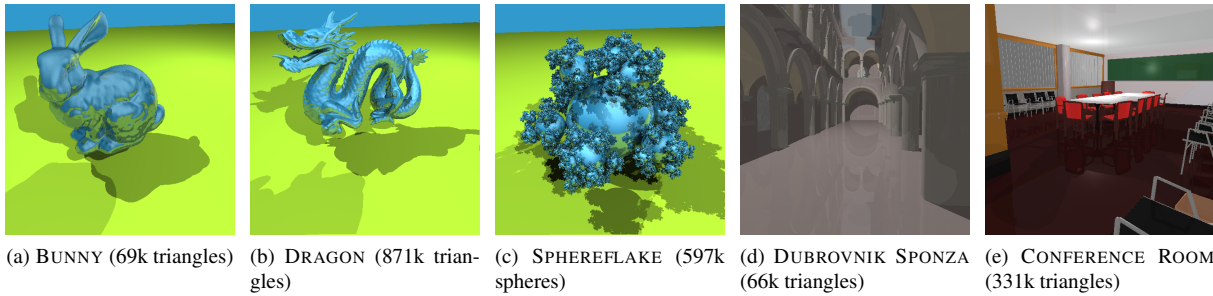 (a) BUNNY (69k triangles)
(b) DRAGON (871k trian-
gles)
(c) SPHEREFLAKE (597k
spheres)
(d) DUBROVNIK SPONZA
(66k triangles)
(e) CONFERENCE ROOM
(331k triangles)